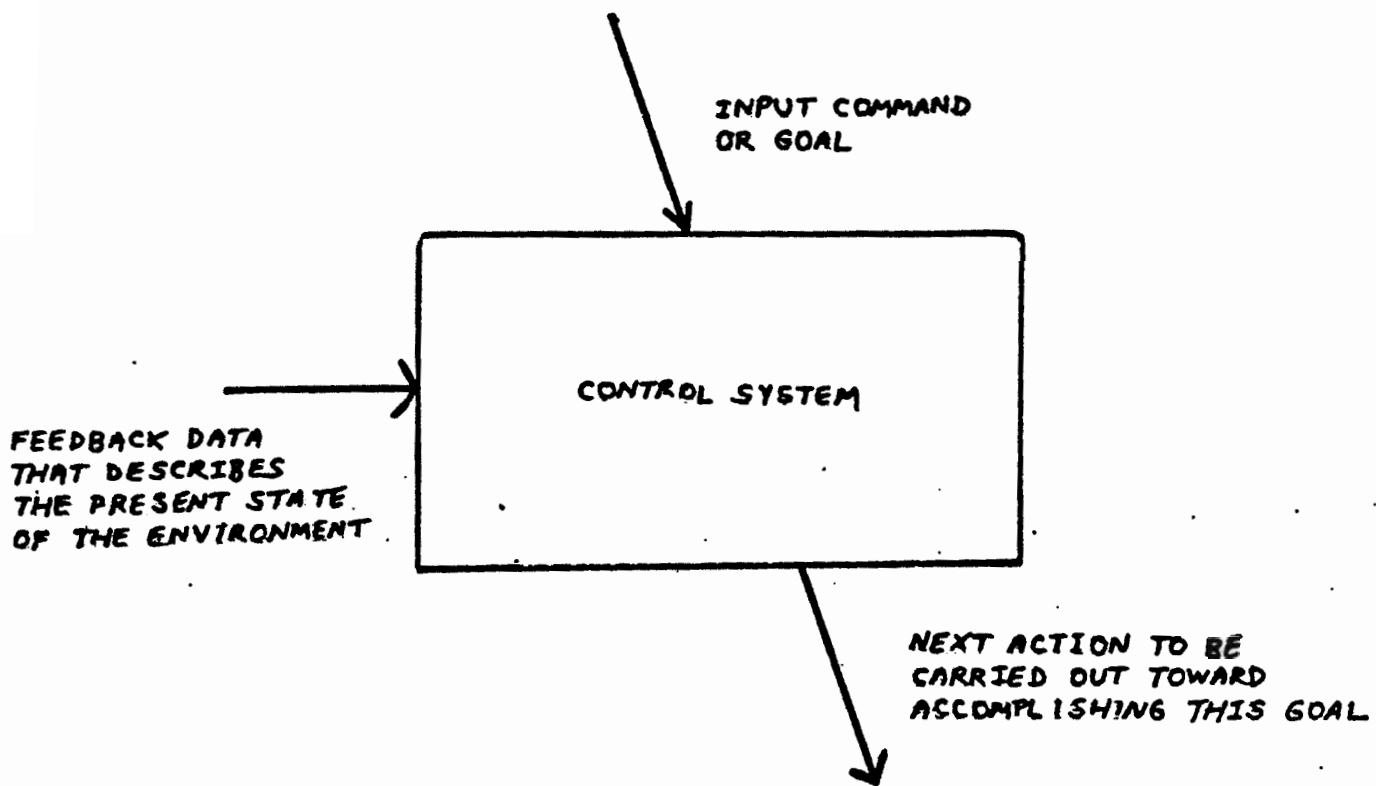 INPUT COMMAND
OR GOAL
CONTROL SYSTEM
FEEDBACK DATA
THAT DESCRIBES
THE PRESENT STATE
OF THE ENVIRONMENT
NEXT ACTION TO BE
CARRIED OUT TOWARD
ACCOMPLISHING THIS GOAL